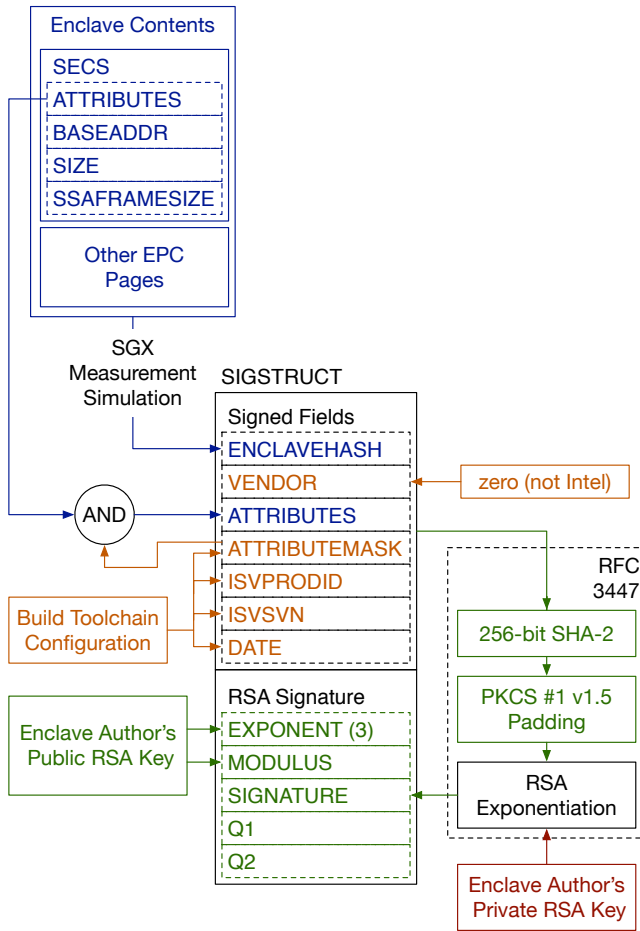 Enclave Contents
SECS
ATTRIBUTES
BASEADDR
SIZE
SSAFRAMESIZE
Other EPC
Pages
SGX
Measurement
Simulation
SIGSTRUCT
Signed Fields
ENCLAVEHASH
VENDOR
zero (not Intel)
AND
ATTRIBUTES
ATTRIBUTEMASK
ISVPRODID
ISVSVN
DATE
Build Toolchain
Configuration
RFC
3447
256-bit SHA-2
PKCS #1 v1.5
Padding
RSA
Exponentiation
RSA Signature
EXPONENT (3)
MODULUS
SIGNATURE
Q1
Q2
Enclave Author's
Public RSA Key
Enclave Author's
Private RSA Key